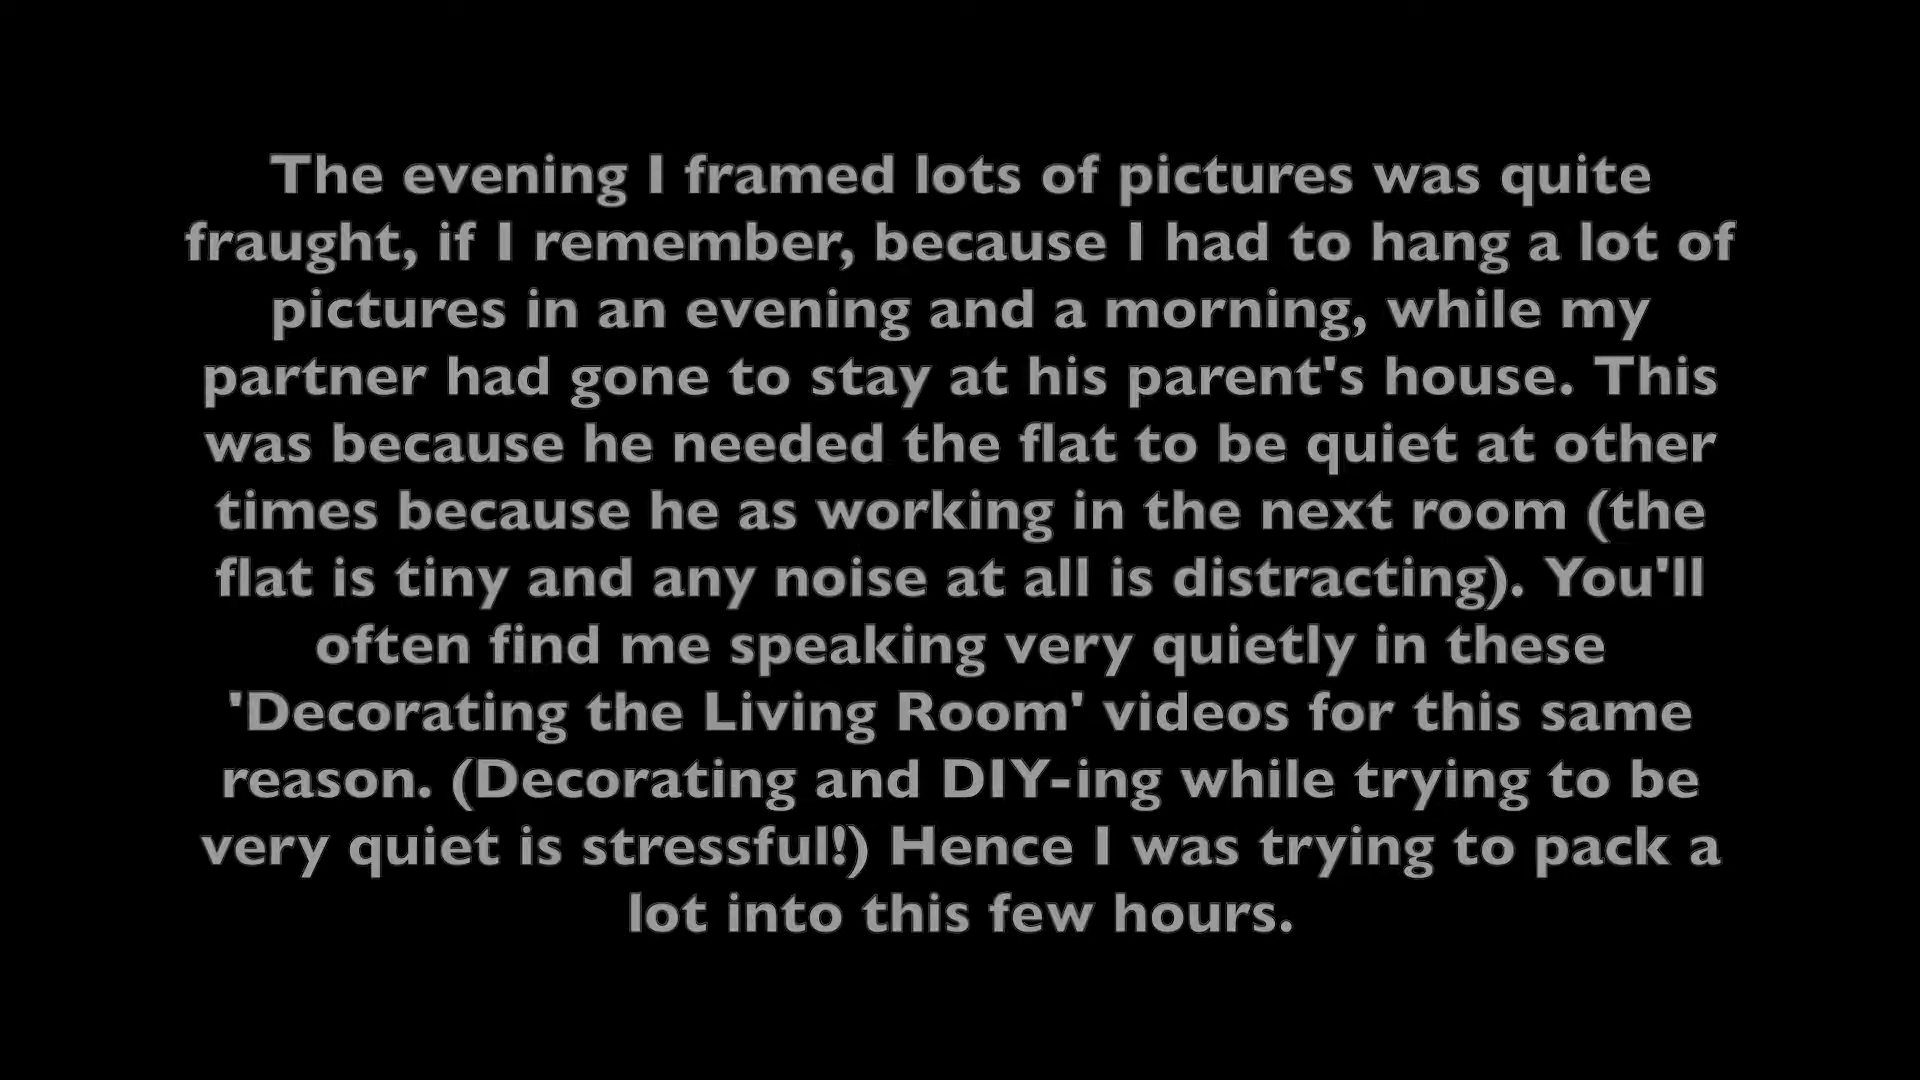 The evening I framed lots of pictures was quite
fraught, if I remember, because I had to hang a lot of
pictures in an evening and a morning, while my
partner had gone to stay at his parent's house. This
was because he needed the flat to be quiet at other
times because he as working in the next room (the
flat is tiny and any noise at all is distracting). You'll
often find me speaking very quietly in these
'Decorating the Living Room' videos for this same
reason. (Decorating and DIY-ing while trying to be
very quiet is stressful!) Hence I was trying to pack a
lot into this few hours.